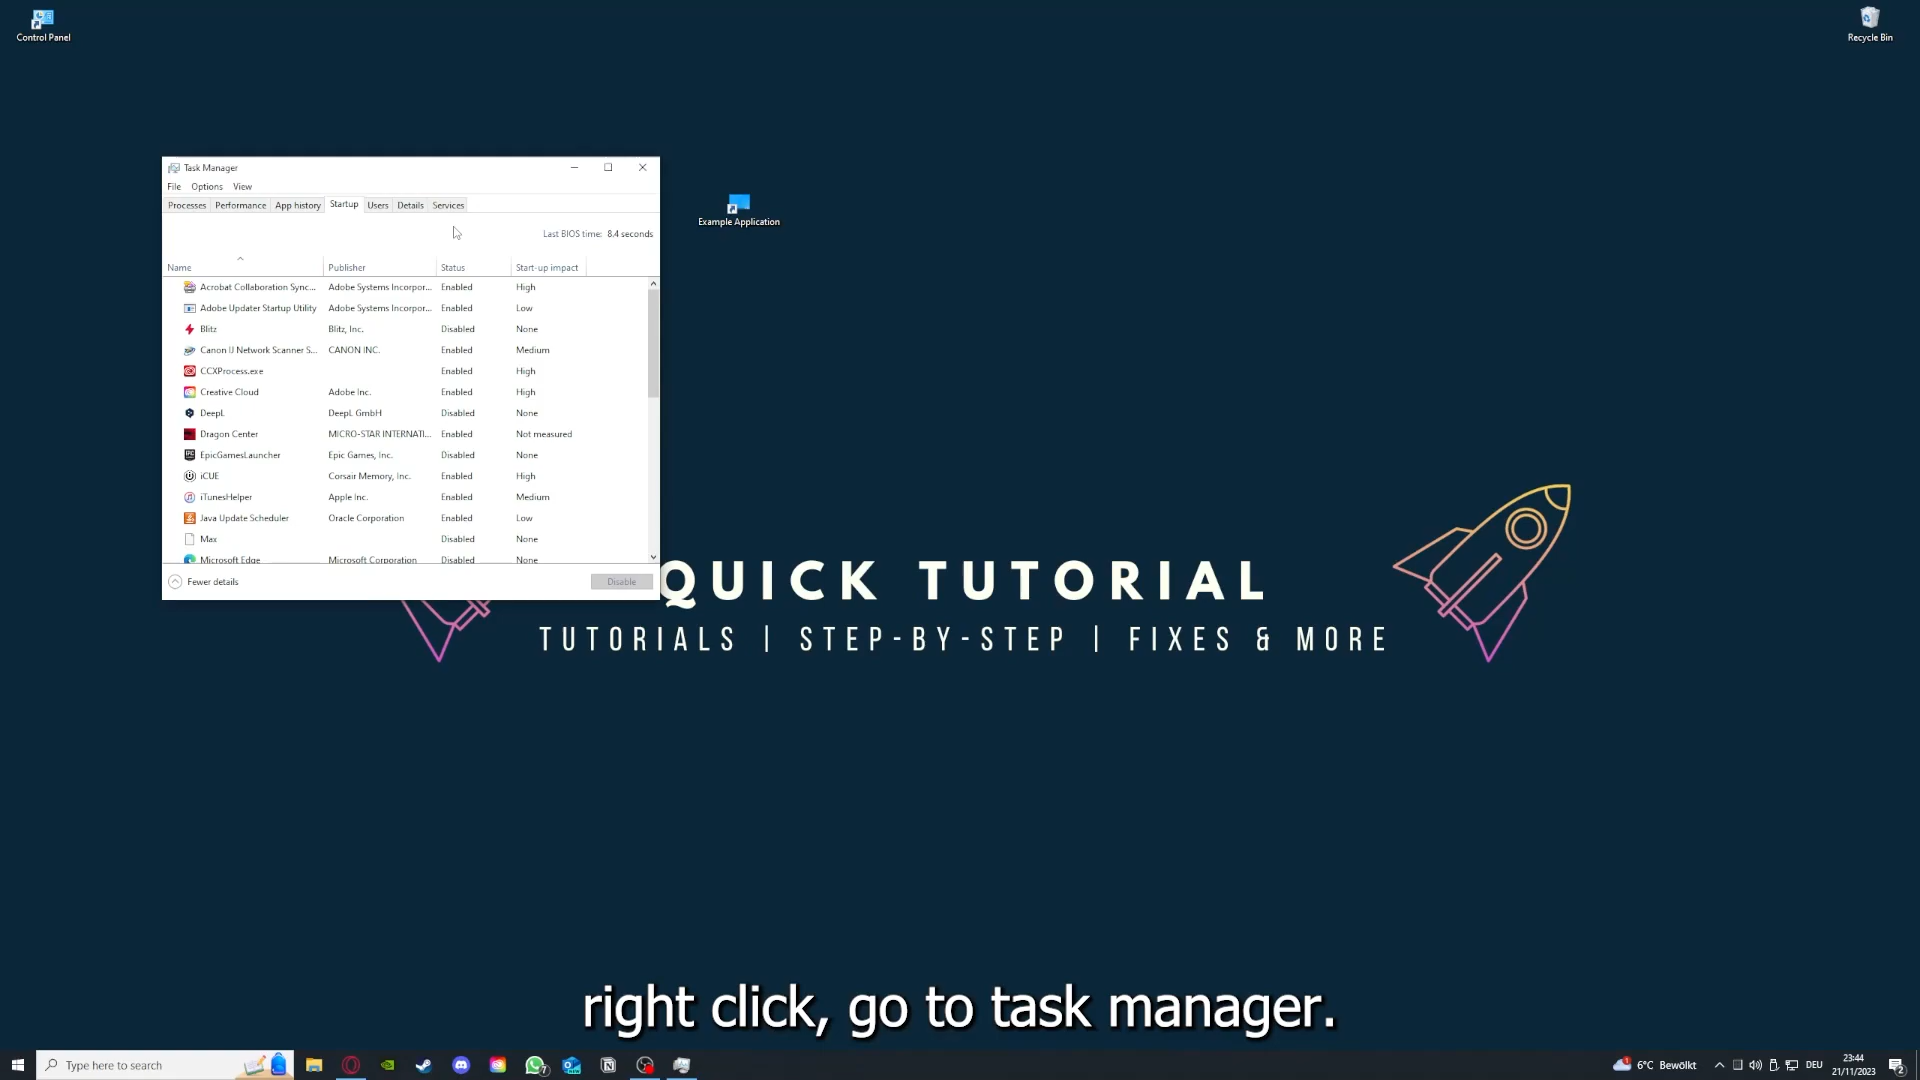 Control Panel
Recycle Bin
Task Manager
File Options View
Processes Performance App history Startup Users Details Services
Example Application
Last BIOS time: 8.4 seconds
Name Publisher Status Start-up impact
Acrobat Collaboration Sync... Adobe Systems Incorpor... Enabled High
Adobe Updater Startup Utility Adobe Systems Incorpor... Enabled Low
Blitz Blitz, Inc. Disabled None
Canon IJ Network Scanner S... CANON INC. Enabled Medium
CCXProcess.exe Enabled High
Creative Cloud Adobe Inc. Enabled High
DeepL DeepL GmbH Disabled None
Dragon Center MICRO-STAR INTERNATI... Enabled Not measured
EpicGamesLauncher Epic Games, Inc. Disabled None
iCUE Corsair Memory, Inc. Enabled High
iTunesHelper Apple Inc. Enabled Medium
Java Update Scheduler Oracle Corporation Enabled Low
Max Disabled None
Microsoft Edge Microsoft Corporation Disabled None
Fewer details Disable
QUICK TUTORIAL
TUTORIALS | STEP-BY-STEP | FIXES & MORE
right click, go to task manager.
Type here to search
7
1
6°C Bewölkt
DEU
23:44
21/11/2023
2